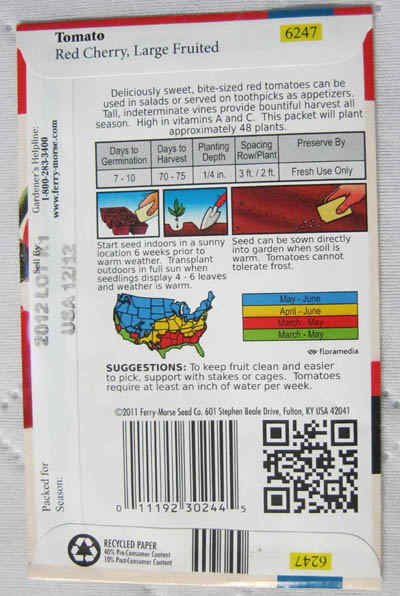 Tomato
Red Cherry, Large Fruited
6247
Deliciously sweet, bite-sized red tomatoes can be
used in salads or served on toothpicks as appetizers.
Tall, indeterminate vines provide bountiful harvest all
season. High in vitamins A and C. This packet will plant
approximately 48 plants.
Days to Germination Days to Harvest Planting Depth Spacing Row/Plant Preserve By
7 - 10 70 - 75 1/4 in. 3 ft. / 2 ft. Fresh Use Only
Start seed indoors in a sunny
location 6 weeks prior to
warm weather. Transplant
outdoors in full sun when
seedlings display 4 - 6 leaves
and weather is warm.
Seed can be sown directly
into garden when soil is
warm. Tomatoes cannot
tolerate frost.
May - June
April - June
March - May
March - May
floramedia
SUGGESTIONS: To keep fruit clean and easier
to pick, support with stakes or cages. Tomatoes
require at least an inch of water per week.
©2011 Ferry-Morse Seed Co. 601 Stephen Beale Drive, Fulton, KY USA 42041
0 11192 30244 5
RECYCLED PAPER
40% Pre-Consumer Content
10% Post-Consumer Content
6247
Gardener's Helpline:
1-800-283-3400
www.ferry-morse.com
Sell By
2012 LOT R1
USA 12/12
Packed for
Season: